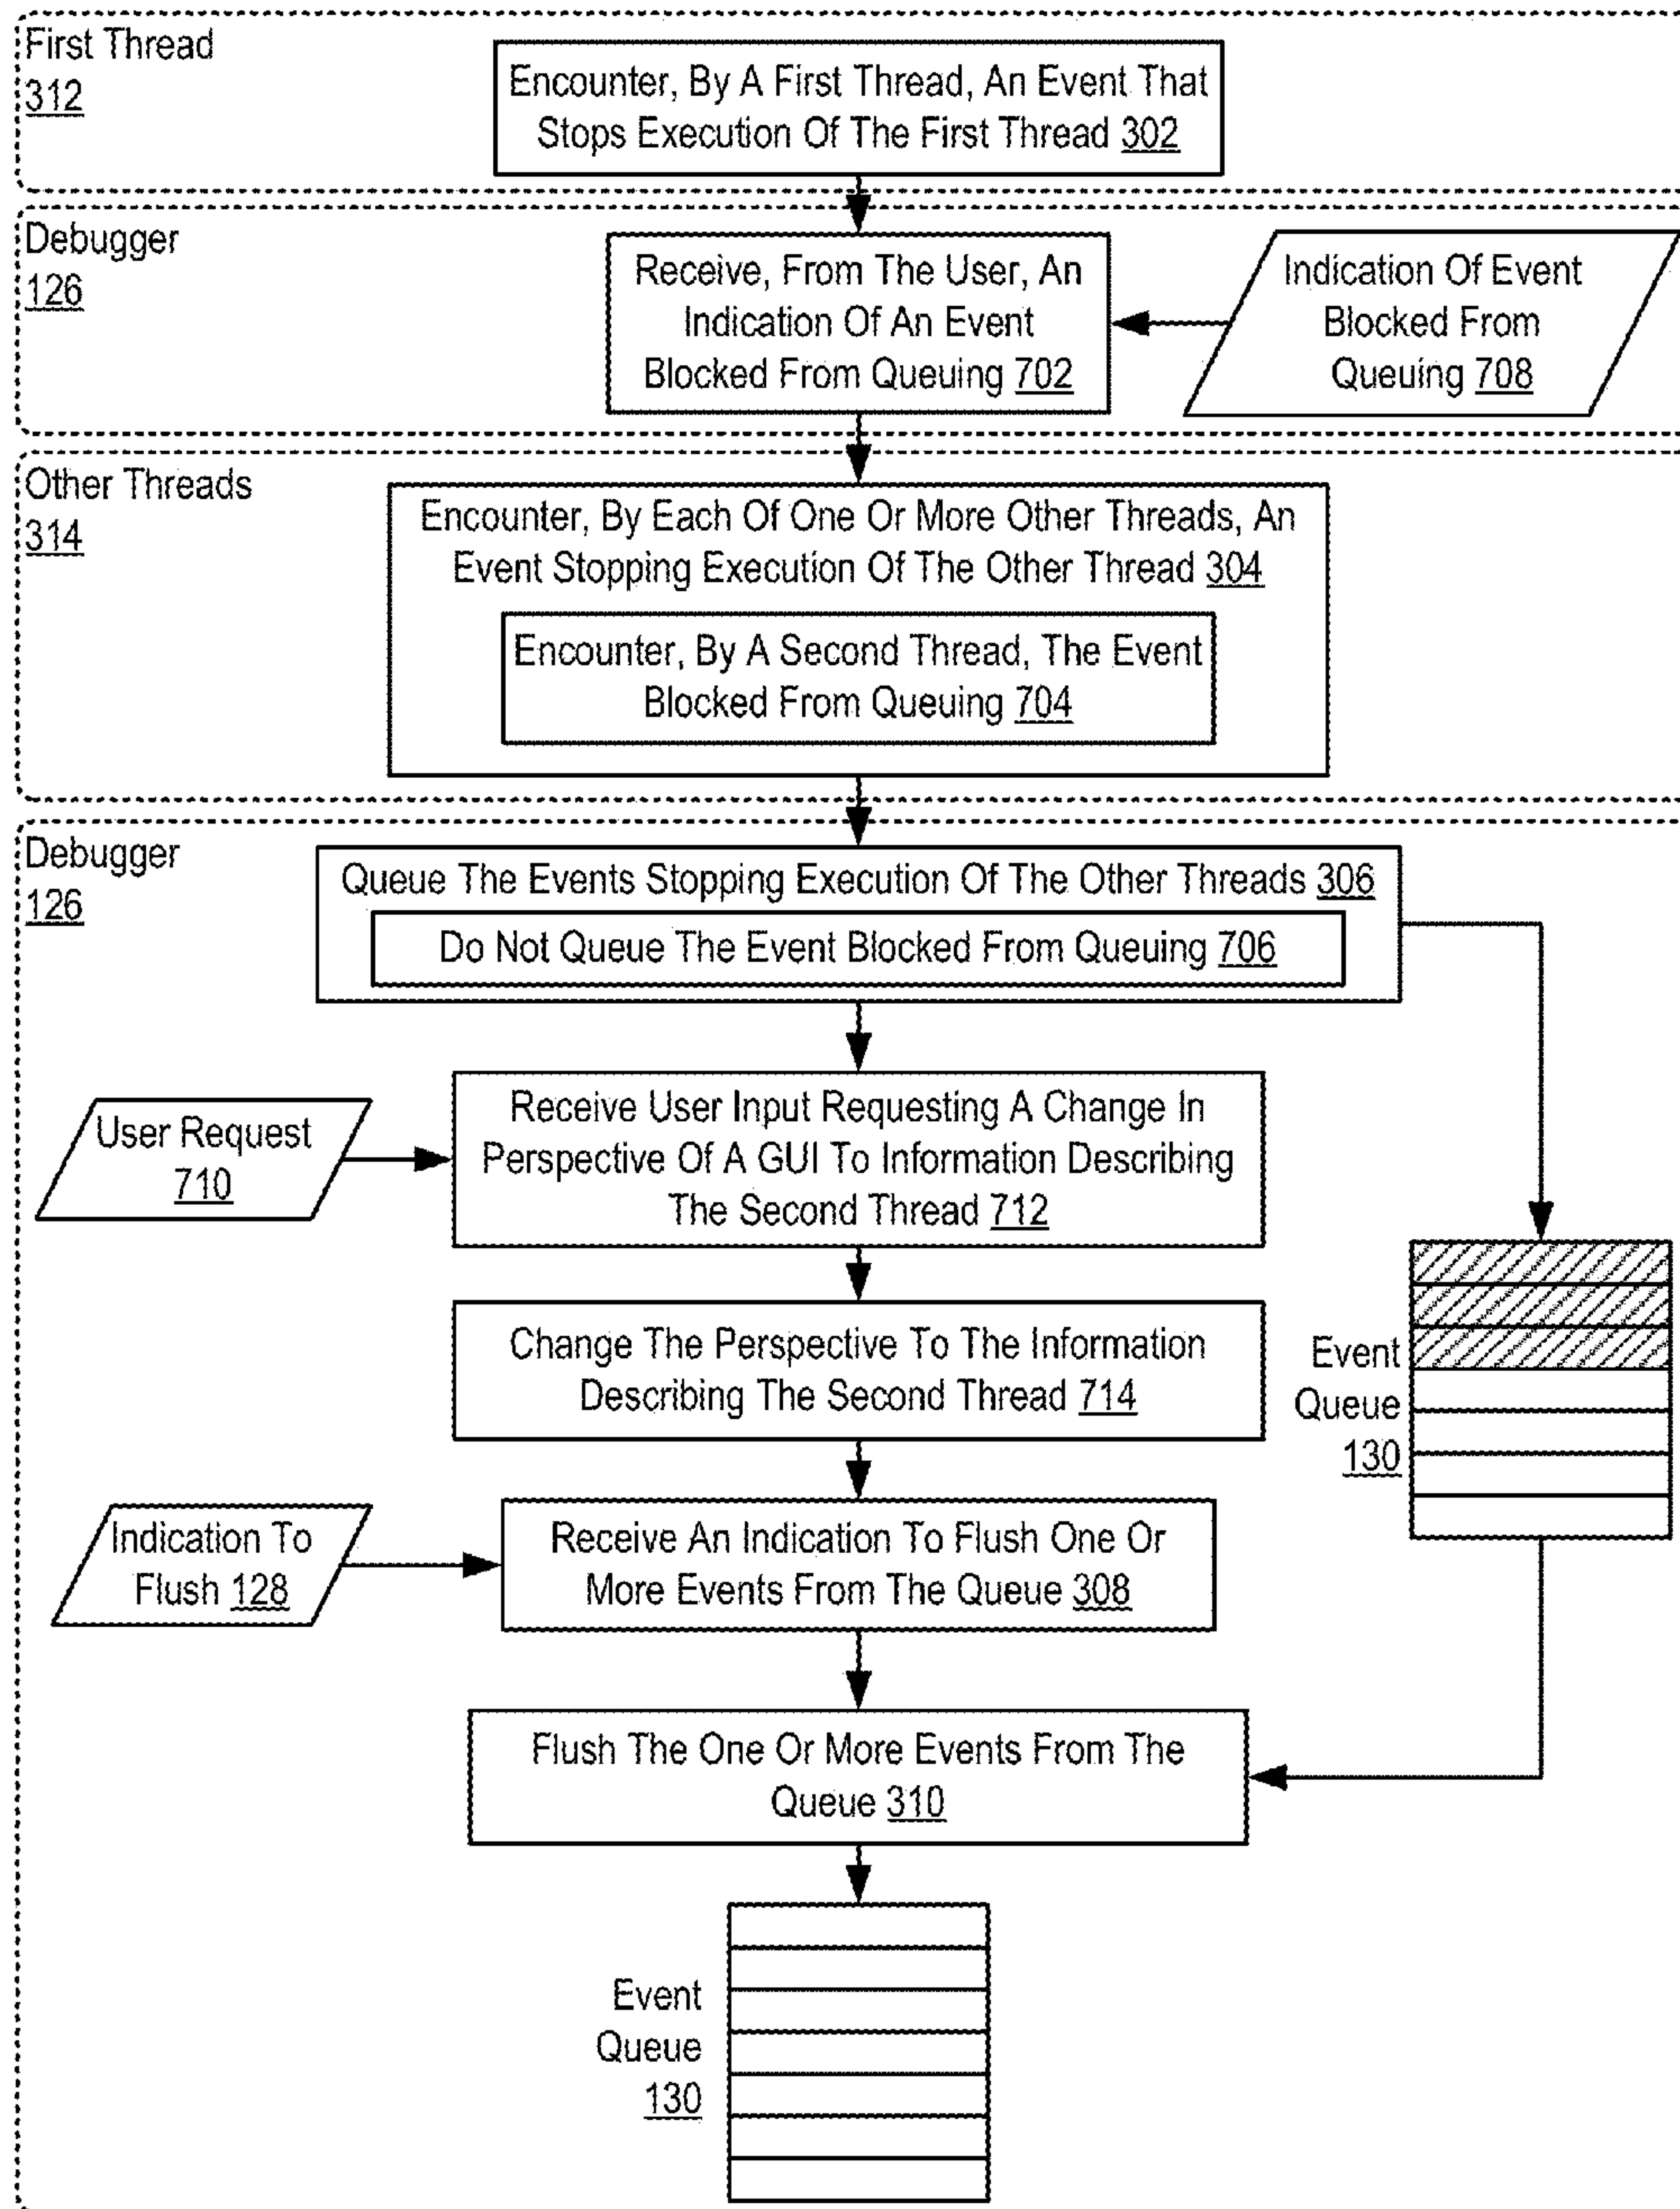 First Thread
312
Encounter, By A First Thread, An Event That
Stops Execution Of The First Thread 302
Debugger
126
Receive, From The User, An
Indication Of An Event
Blocked From Queuing 702
Indication Of Event
Blocked From
Queuing 708
Other Threads
314
Encounter, By Each Of One Or More Other Threads, An
Event Stopping Execution Of The Other Thread 304
Encounter, By A Second Thread, The Event
Blocked From Queuing 704
Debugger
126
Queue The Events Stopping Execution Of The Other Threads 306
Do Not Queue The Event Blocked From Queuing 706
User Request
710
Receive User Input Requesting A Change In
Perspective Of A GUI To Information Describing
The Second Thread 712
Change The Perspective To The Information
Describing The Second Thread 714
Event
Queue
130
Indication To
Flush 128
Receive An Indication To Flush One Or
More Events From The Queue 308
Flush The One Or More Events From The
Queue 310
Event
Queue
130